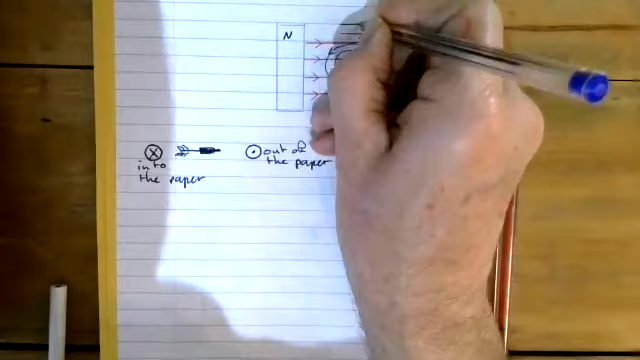 N
into
the paper
out of
the paper